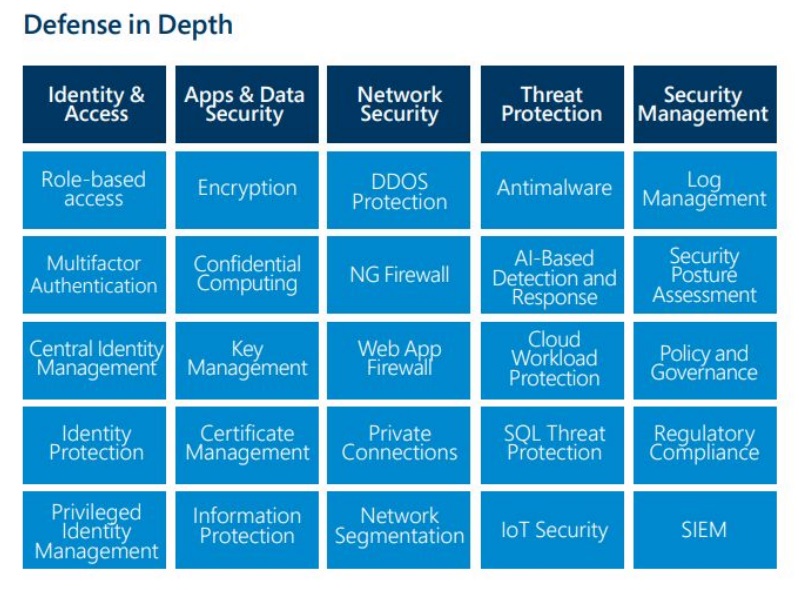 Defense in Depth
Identity &
Access
Apps & Data
Security
Network
Security
Threat
Protection
Security
Management
Role-based
access
Encryption
DDOS
Protection
Antimalware
Log
Management
Multifactor
Authentication
Confidential
Computing
NG Firewall
AI-Based
Detection and
Response
Security
Posture
Assessment
Central Identity
Management
Key
Management
Web App
Firewall
Cloud
Workload
Protection
Policy and
Governance
Identity
Protection
Certificate
Management
Private
Connections
SQL Threat
Protection
Regulatory
Compliance
Privileged
Identity
Management
Information
Protection
Network
Segmentation
IoT Security
SIEM